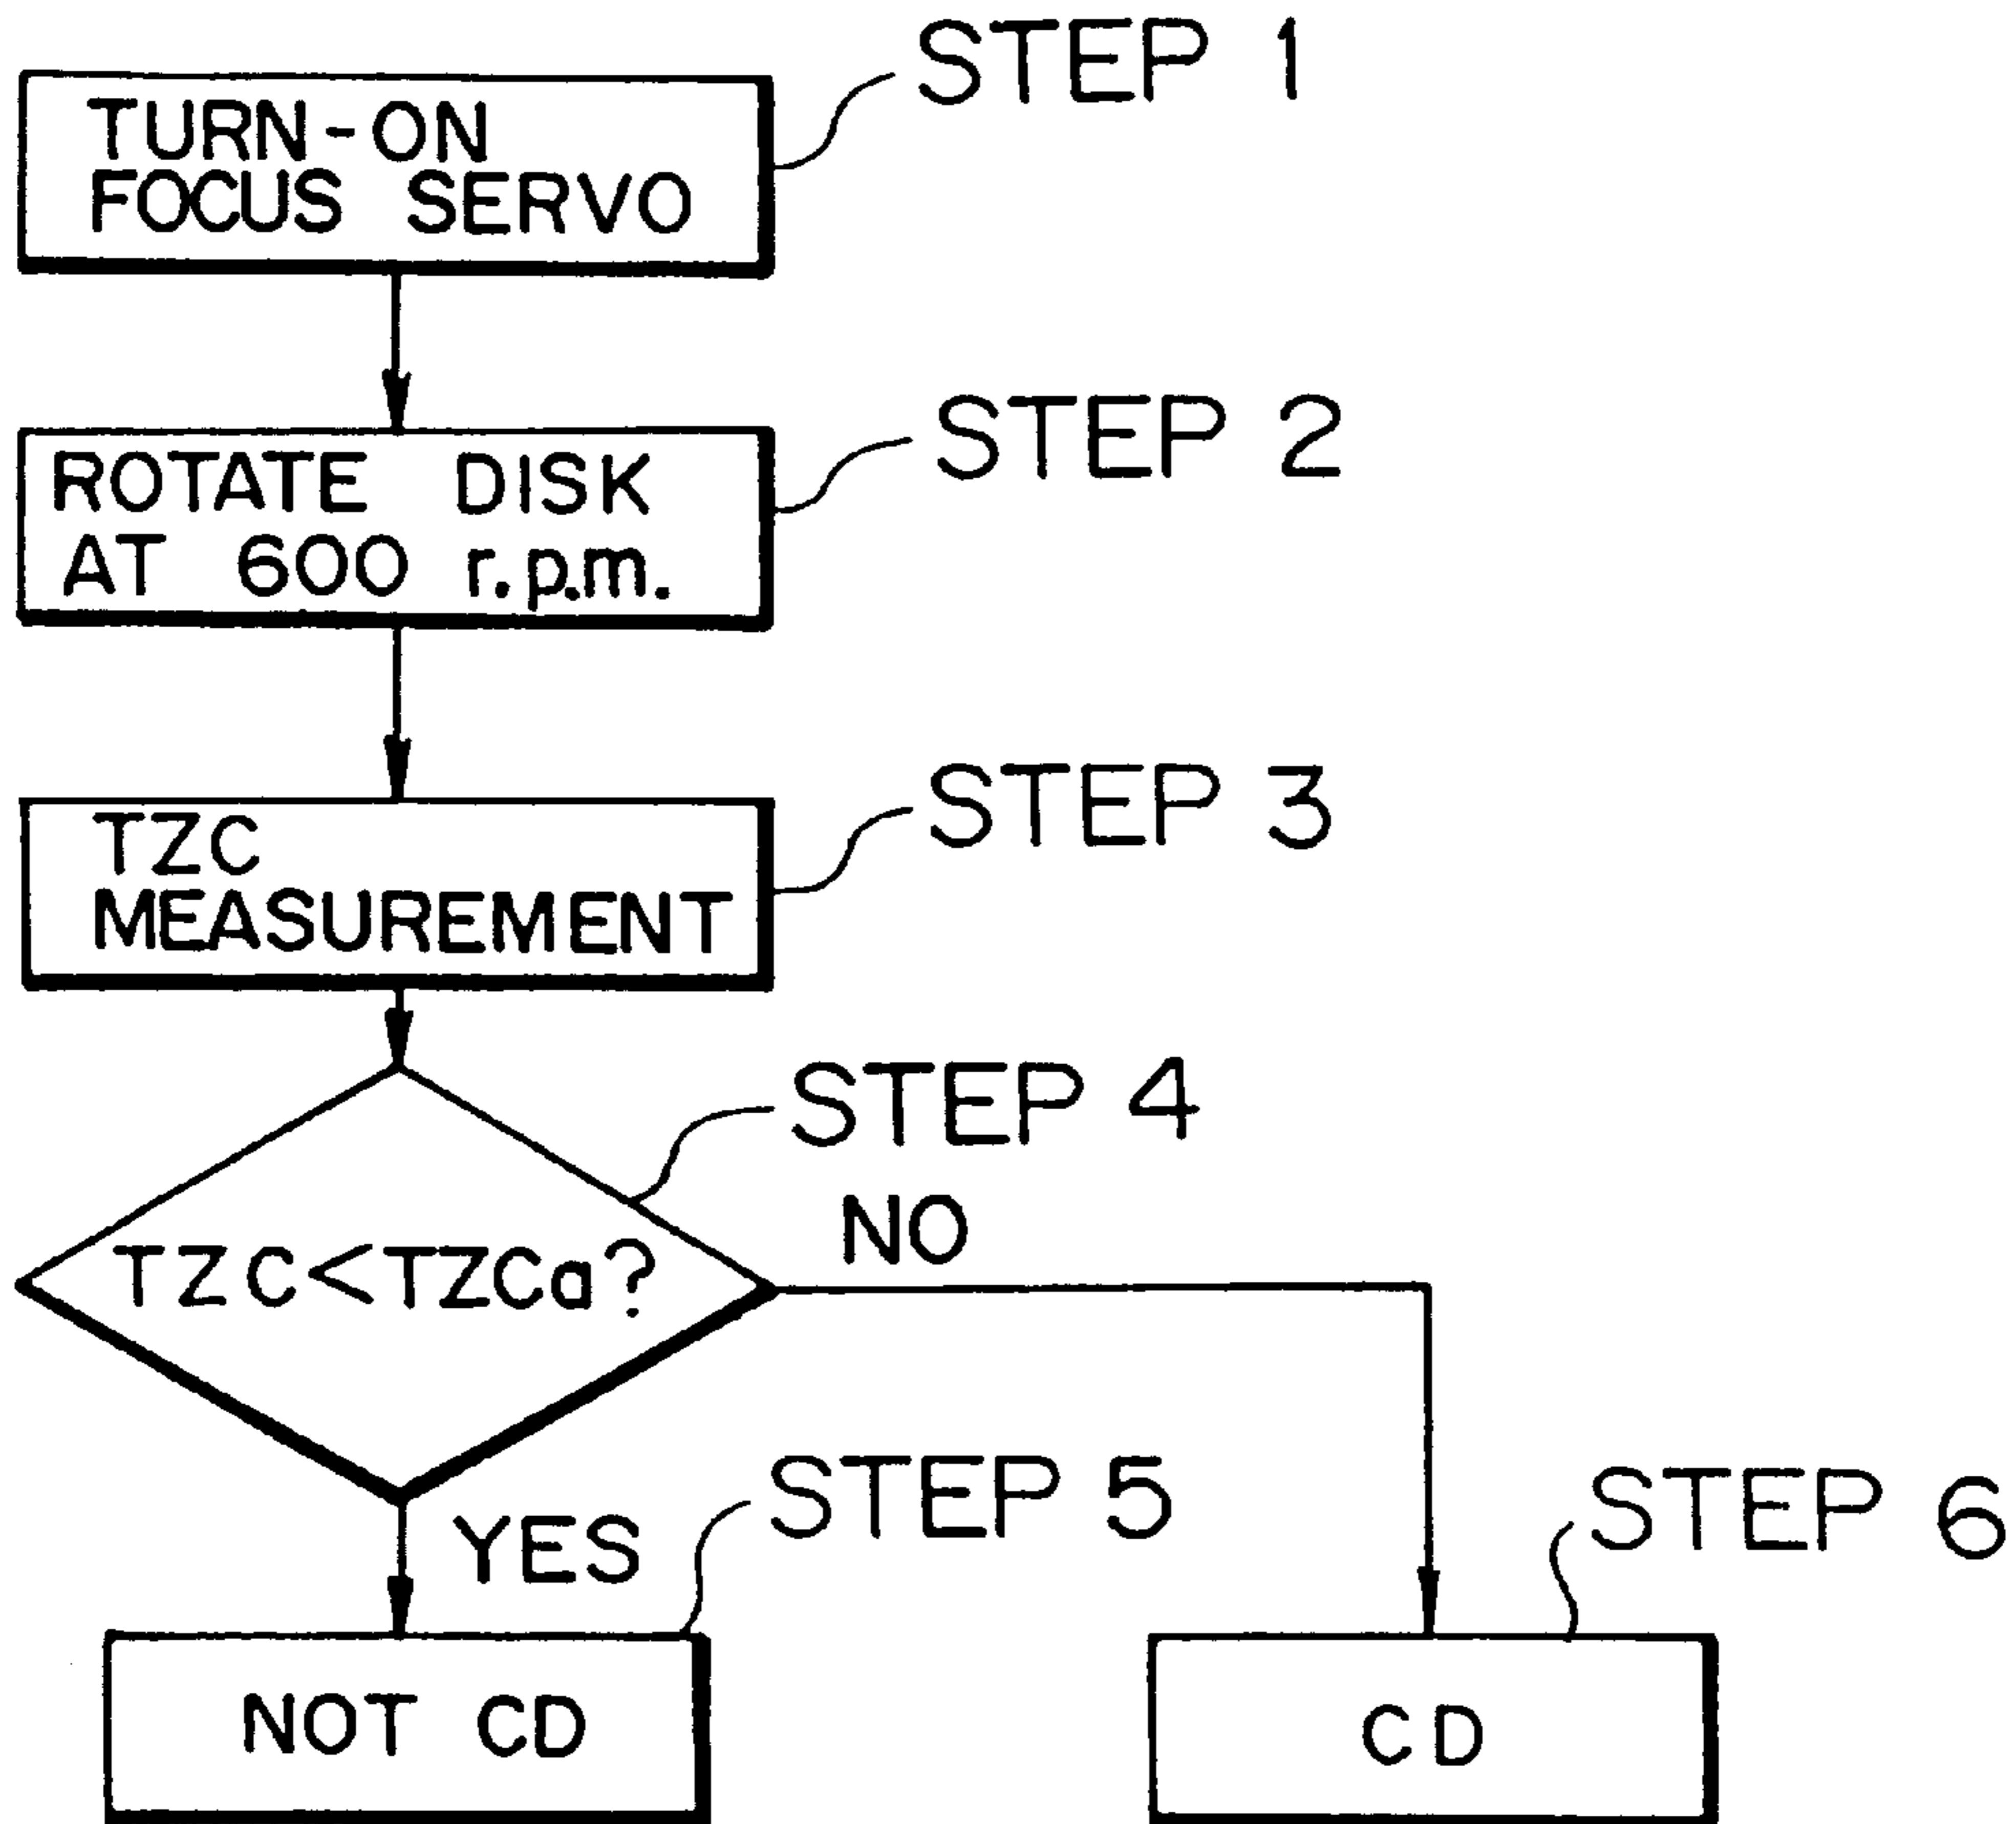 STEP 1
TURN-ON
FOCUS SERVO
STEP 2
ROTATE DISK
AT 600 r.p.m.
STEP 3
TZC
MEASUREMENT
STEP 4
NO
TZC<TZCa?
YES
STEP 5
STEP 6
NOT CD
CD